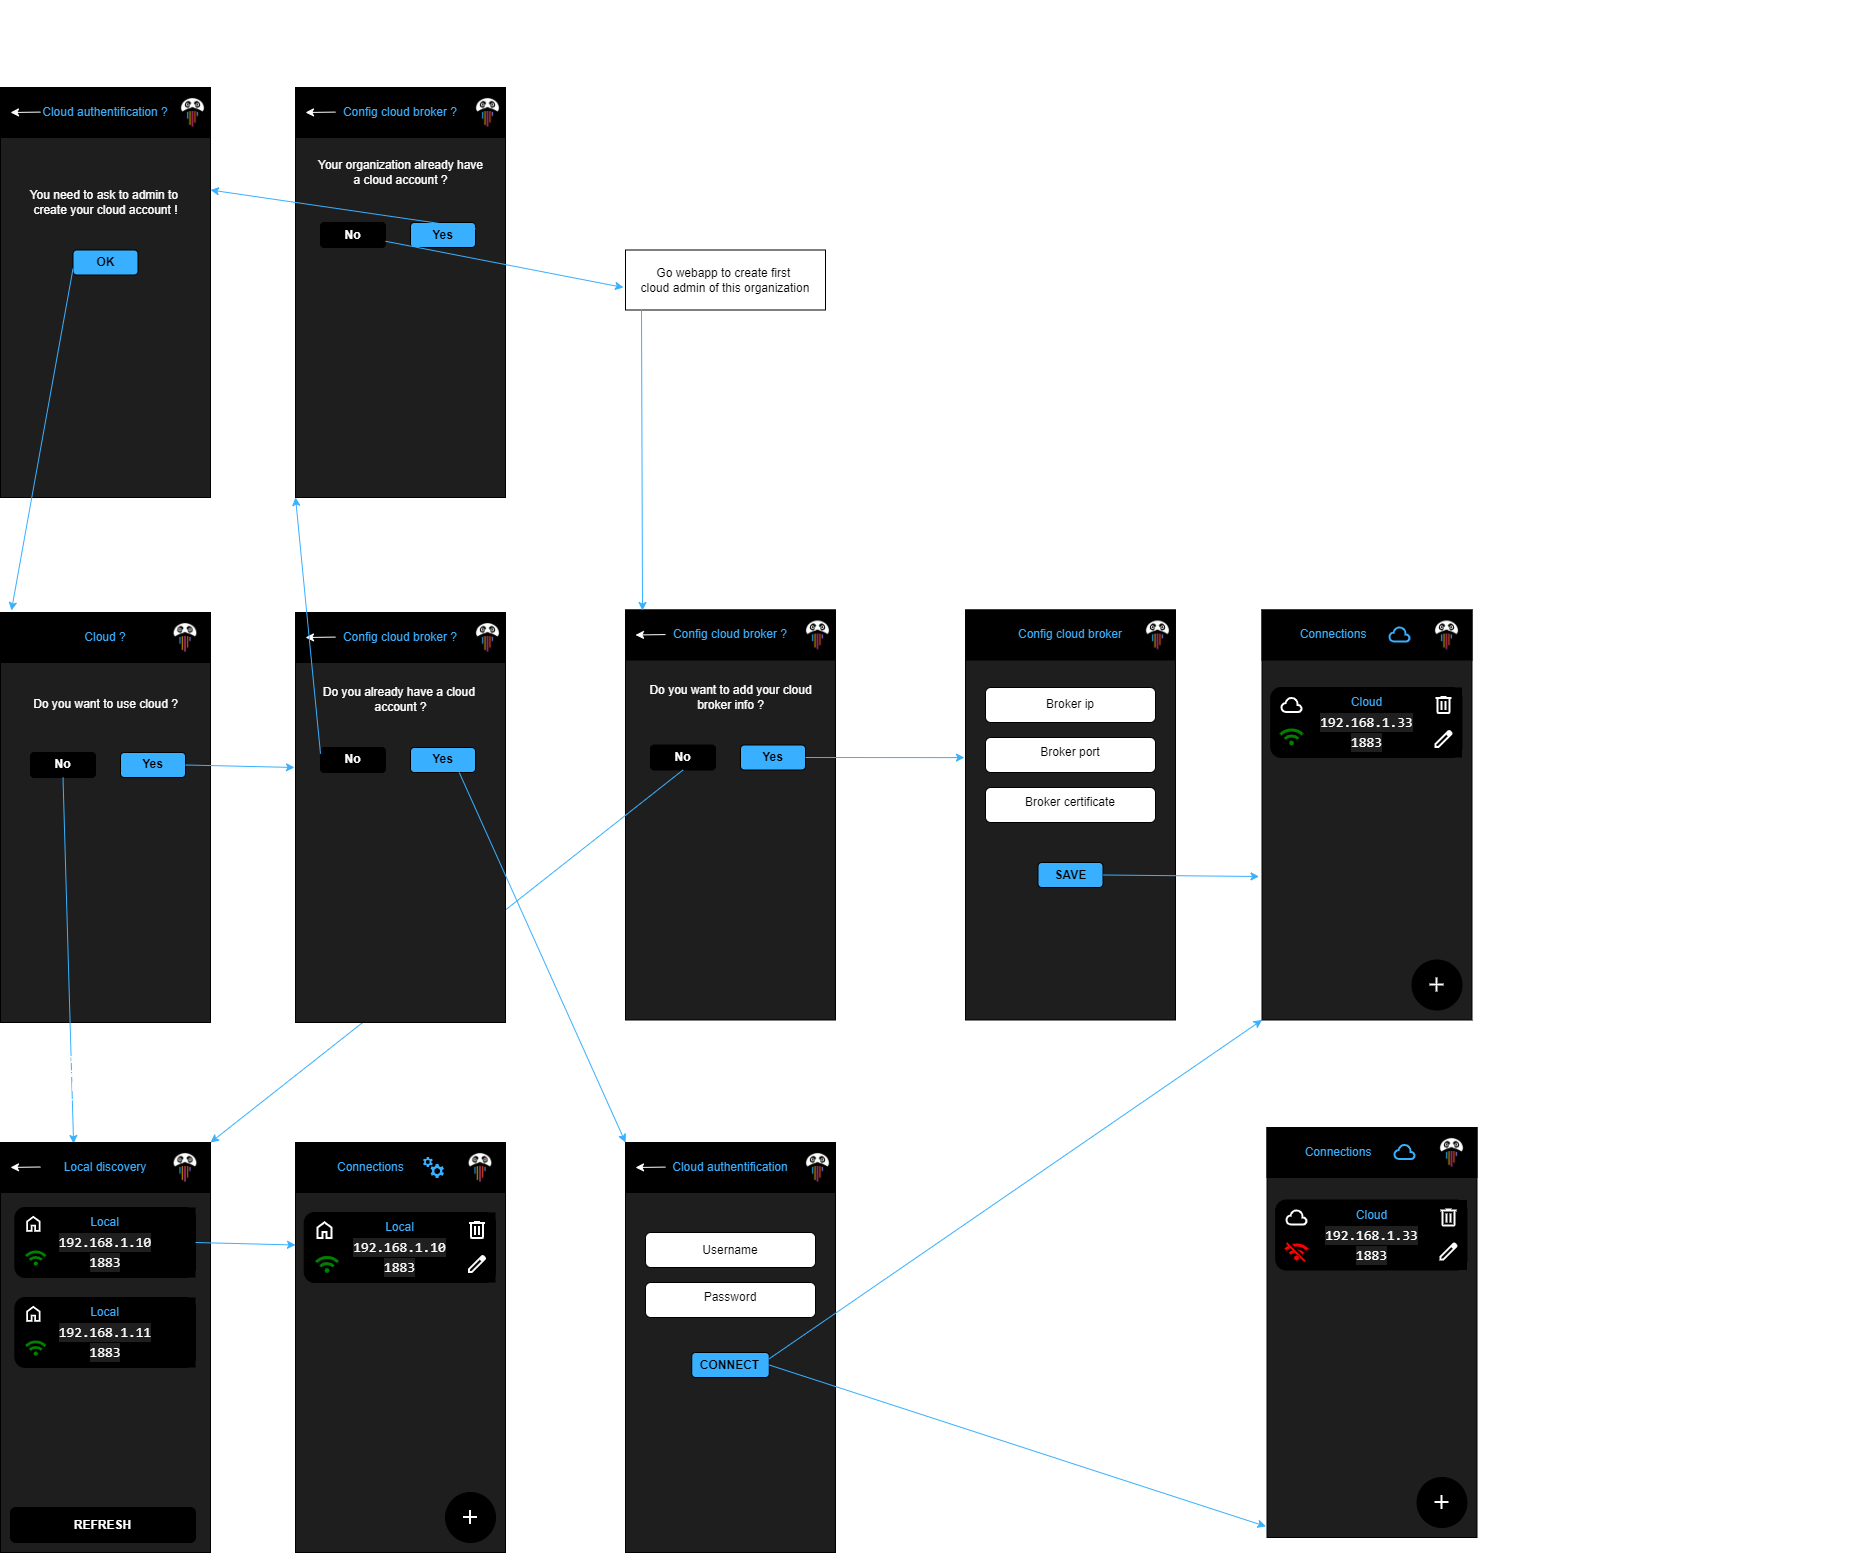 Cloud authentification ?
You need to ask to admin to
create your cloud account !
OK
Config cloud broker ?
Your organization already have
a cloud account ?
No
Yes
Go webapp to create first
cloud admin of this organization
Cloud ?
Do you want to use cloud ?
No
Yes
Config cloud broker ?
Do you already have a cloud
account ?
No
Yes
Config cloud broker ?
Do you want to add your cloud
broker info ?
No
Yes
Config cloud broker
Broker ip
Broker port
Broker certificate
SAVE
Connections
Cloud
192.168.1.33
1883
+
Local discovery
Local
192.168.1.10
1883
Local
192.168.1.11
1883
REFRESH
Connections
Local
192.168.1.10
1883
+
Cloud authentification
Username
Password
CONNECT
Connections
Cloud
192.168.1.33
1883
+